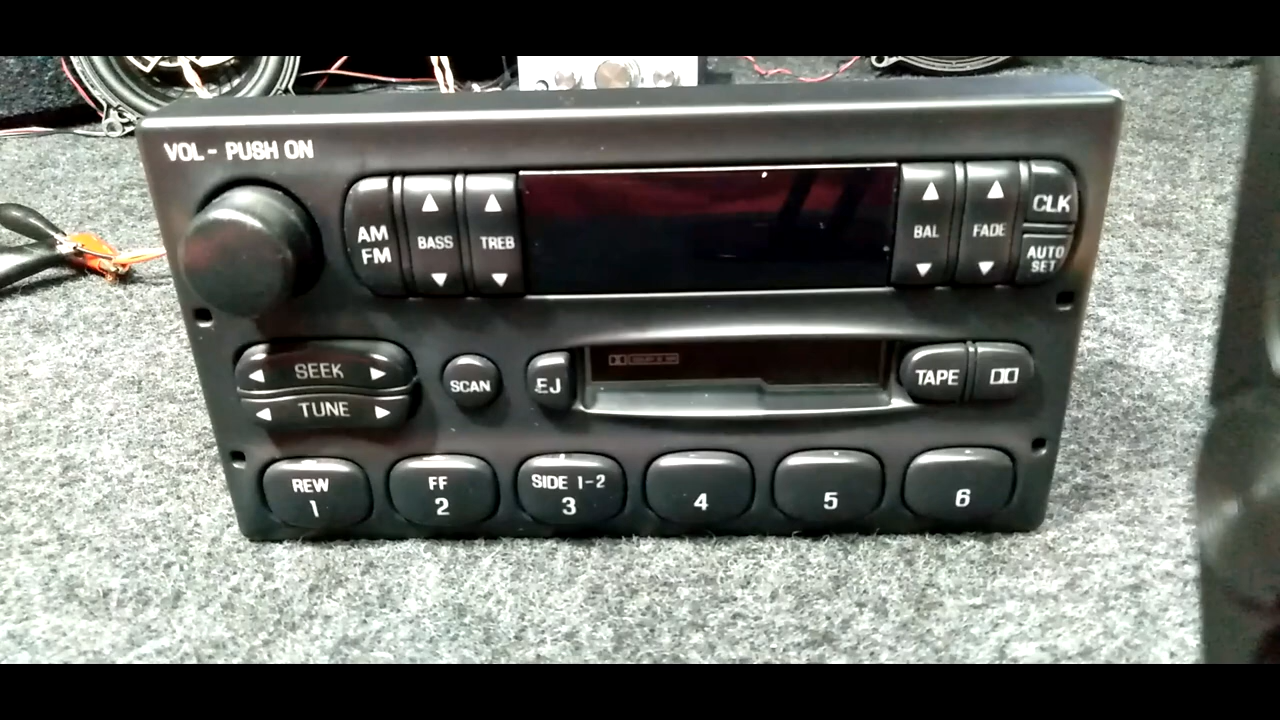 VOL - PUSH ON
AM
FM
BASS
TREB
BAL
FADE
CLK
AUTO
SET
SEEK
TUNE
SCAN
EJ
TAPE
REW
1
FF
2
SIDE 1-2
3
4
5
6